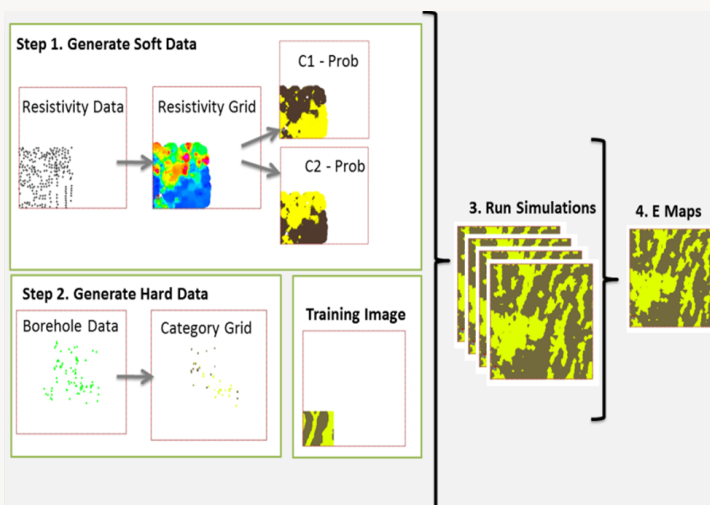 Step 1. Generate Soft Data
Resistivity Data
Resistivity Grid
C1 - Prob
C2 - Prob
Step 2. Generate Hard Data
Borehole Data
Category Grid
Training Image
3. Run Simulations
4. E Maps